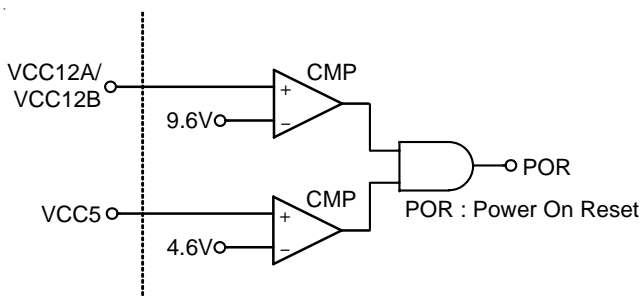 VCC12A/
VCC12B
CMP
+
9.6V
−
POR
VCC5
CMP
+
4.6V
−
POR : Power On Reset